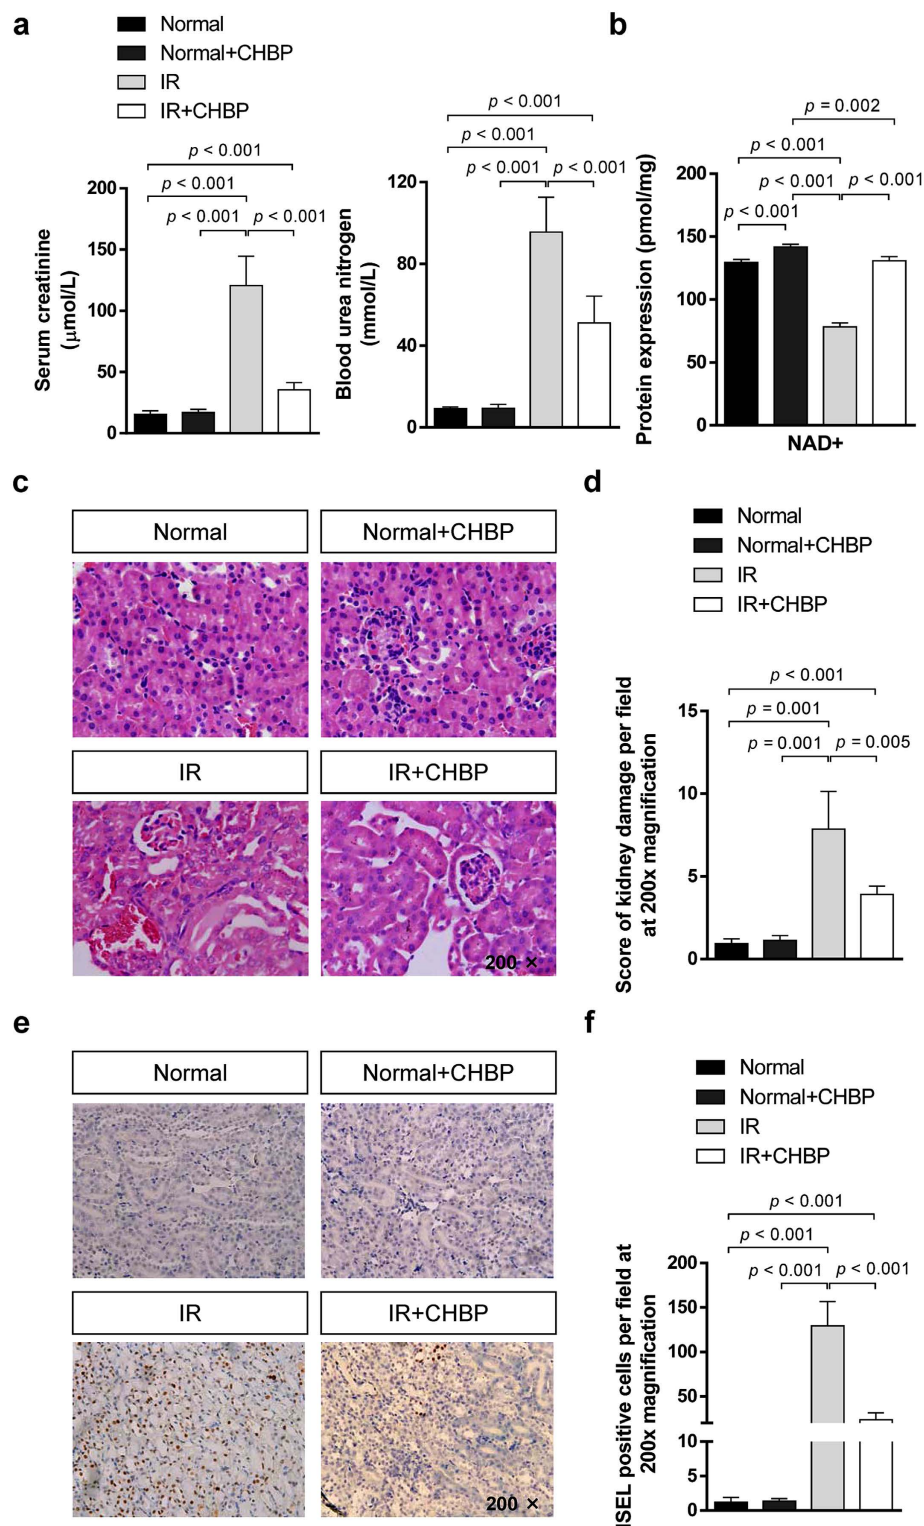 a
Normal
Normal+CHBP
IR
IR+CHBP
p < 0.001
p < 0.001
p < 0.001
p < 0.001
200
150
100
50
0
Serum creatinine
(μmol/L)
p < 0.001
p < 0.001
p < 0.001
p < 0.001
120
80
40
0
Blood urea nitrogen
(mmol/L)
b
p = 0.002
p < 0.001
p < 0.001
p < 0.001
p < 0.001
200
150
100
50
0
Protein expression (pmol/mg)
NAD+
c
Normal
Normal+CHBP
IR
IR+CHBP
200 ×
d
Normal
Normal+CHBP
IR
IR+CHBP
p < 0.001
p = 0.001
p = 0.001
p = 0.005
15
10
5
0
Score of kidney damage per field
at 200x magnification
e
Normal
Normal+CHBP
IR
IR+CHBP
200 ×
f
Normal
Normal+CHBP
IR
IR+CHBP
p < 0.001
p < 0.001
p < 0.001
p < 0.001
200
150
100
50
10
5
0
ISEL positive cells per field at
200x magnification